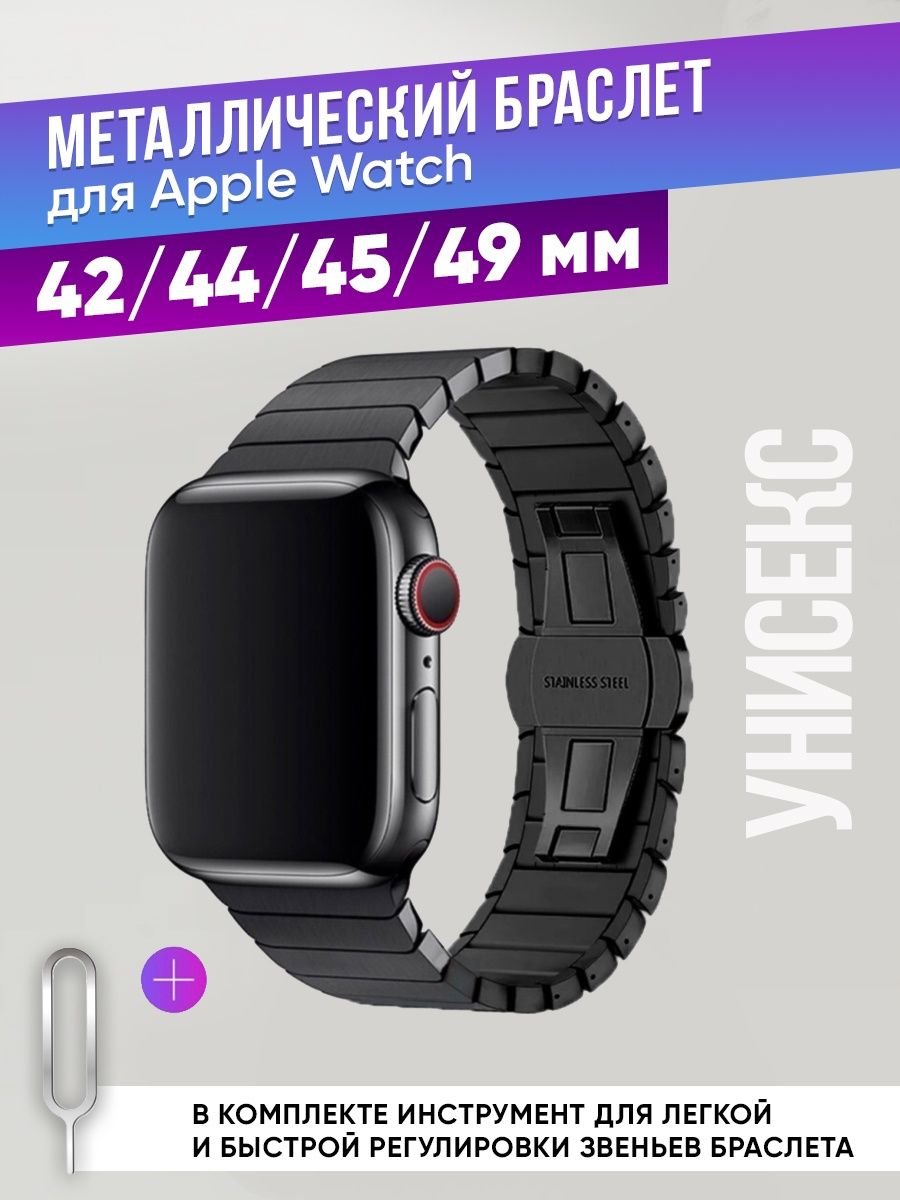 МЕТАЛЛИЧЕСКИЙ БРАСЛЕТ
для Apple Watch
42/44/45/49 мм
УНИСЕКС
STAINLESS STEEL
В КОМПЛЕКТЕ ИНСТРУМЕНТ ДЛЯ ЛЕГКОЙ
И БЫСТРОЙ РЕГУЛИРОВКИ ЗВЕНЬЕВ БРАСЛЕТА